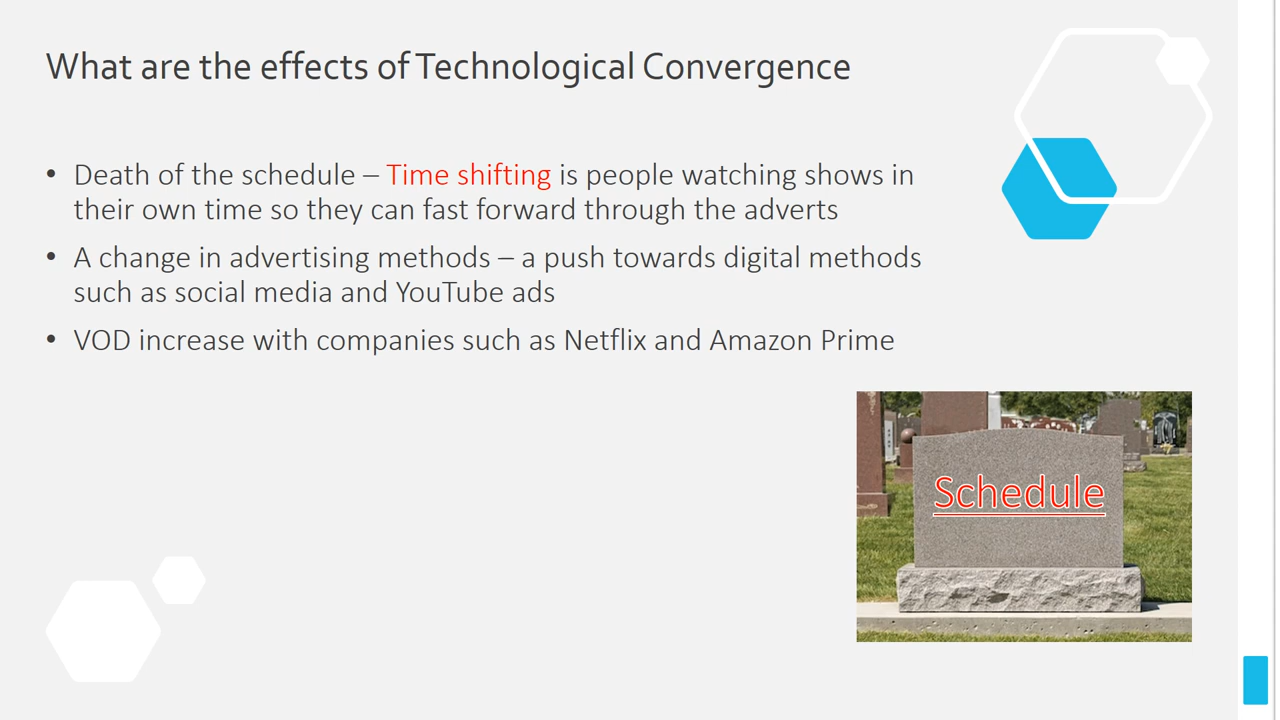 What are the effects of Technological Convergence
• Death of the schedule – Time shifting is people watching shows in
their own time so they can fast forward through the adverts
• A change in advertising methods – a push towards digital methods
such as social media and YouTube ads
• VOD increase with companies such as Netflix and Amazon Prime
Schedule